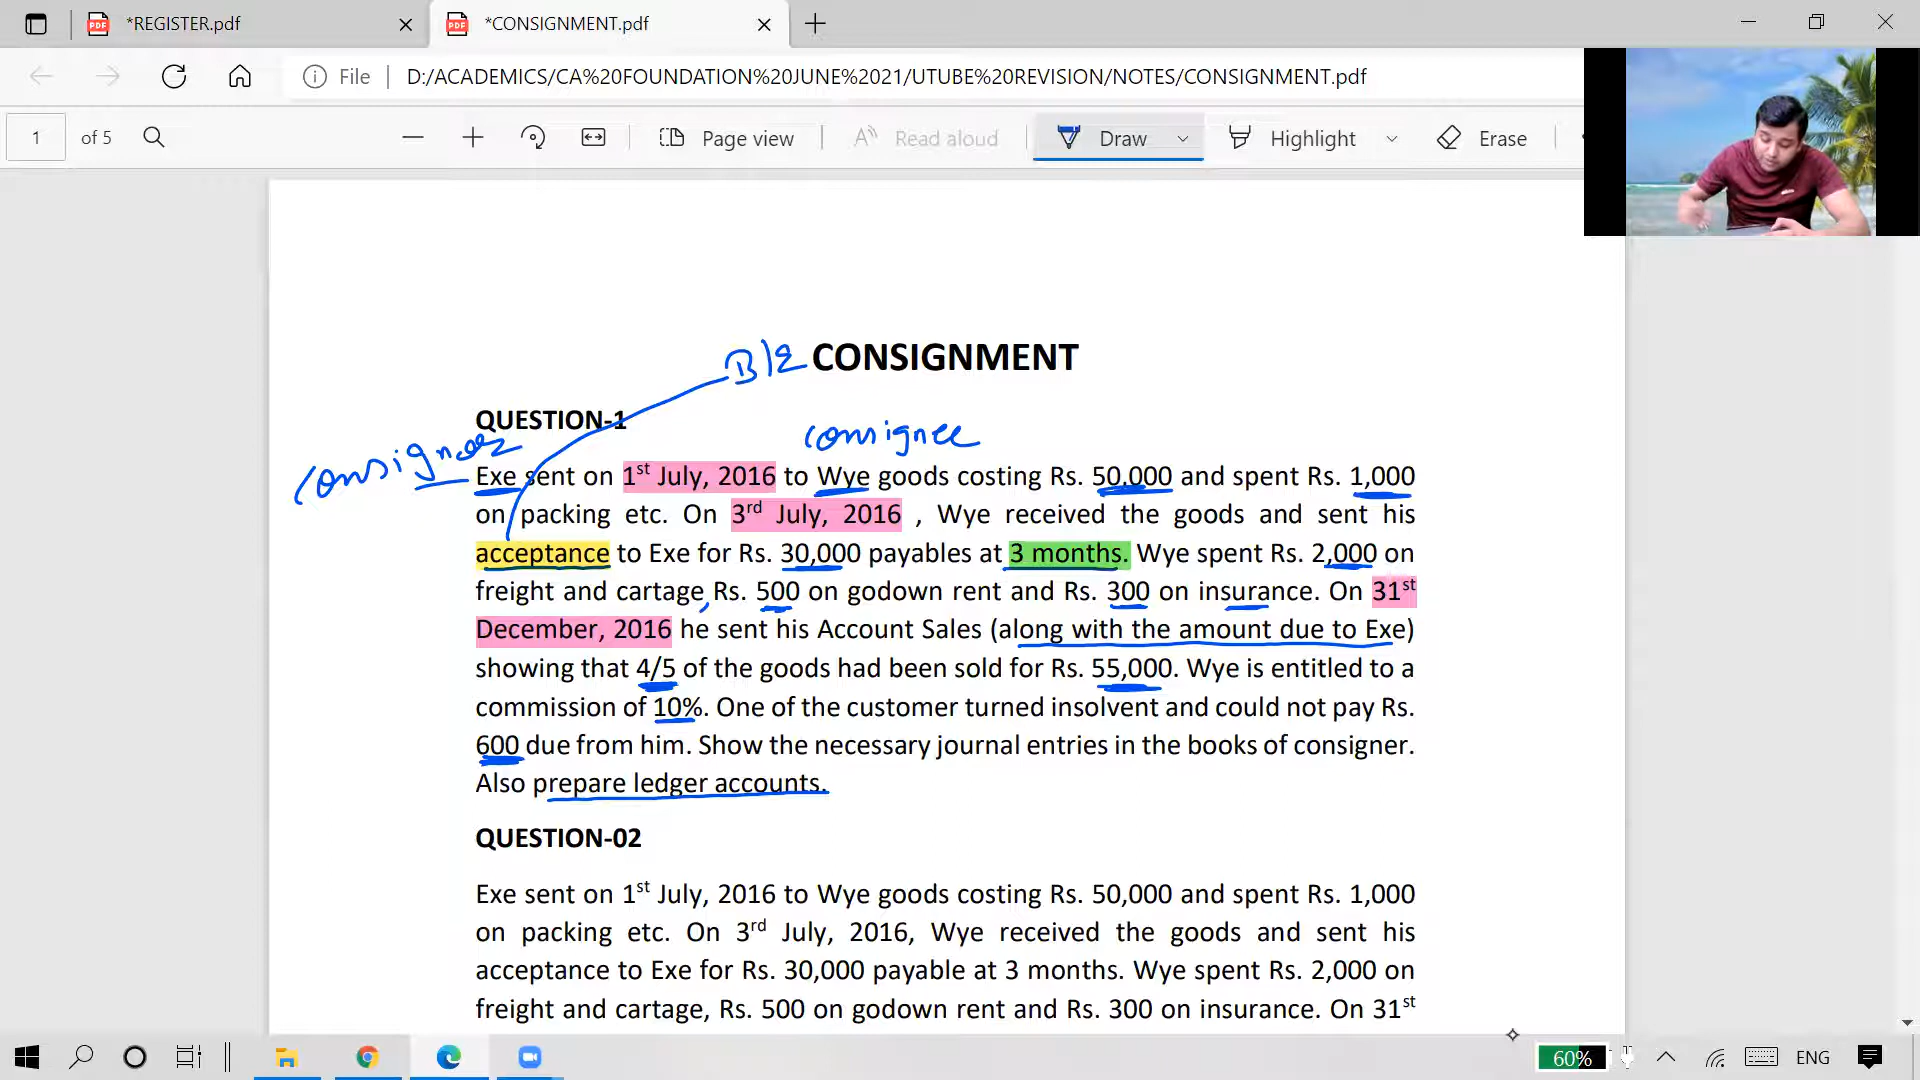 *REGISTER.pdf
*CONSIGNMENT.pdf
File
D:/ACADEMICS/CA%20FOUNDATION%20JUNE%2021/UTUBE%20REVISION/NOTES/CONSIGNMENT.pdf
1 of 5
Page view
Read aloud
Draw
Highlight
Erase
B/E CONSIGNMENT
QUESTION-1
consignee
consignor
Exe sent on 1st July, 2016 to Wye goods costing Rs. 50,000 and spent Rs. 1,000
on packing etc. On 3rd July, 2016 , Wye received the goods and sent his
acceptance to Exe for Rs. 30,000 payables at 3 months. Wye spent Rs. 2,000 on
freight and cartage, Rs. 500 on godown rent and Rs. 300 on insurance. On 31st
December, 2016 he sent his Account Sales (along with the amount due to Exe)
showing that 4/5 of the goods had been sold for Rs. 55,000. Wye is entitled to a
commission of 10%. One of the customer turned insolvent and could not pay Rs.
600 due from him. Show the necessary journal entries in the books of consigner.
Also prepare ledger accounts.
QUESTION-02
Exe sent on 1st July, 2016 to Wye goods costing Rs. 50,000 and spent Rs. 1,000
on packing etc. On 3rd July, 2016, Wye received the goods and sent his
acceptance to Exe for Rs. 30,000 payable at 3 months. Wye spent Rs. 2,000 on
freight and cartage, Rs. 500 on godown rent and Rs. 300 on insurance. On 31st
60%
ENG